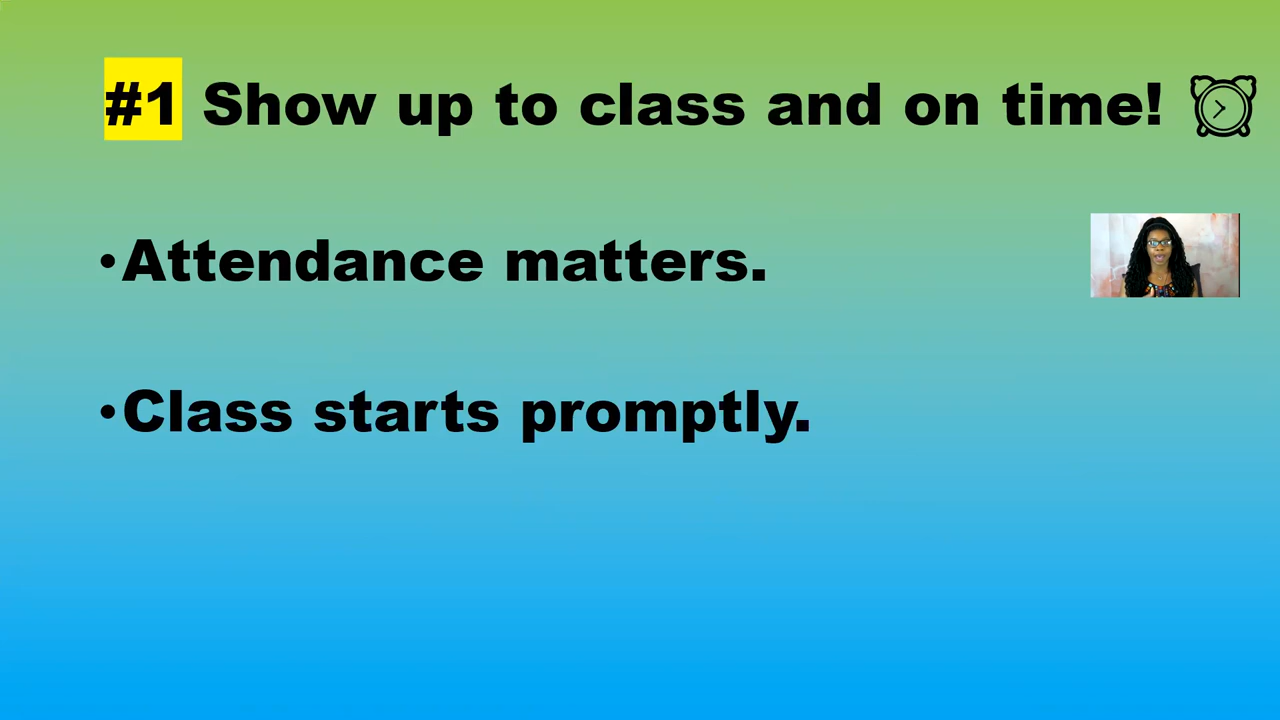 #1 Show up to class and on time!
•Attendance matters.
•Class starts promptly.